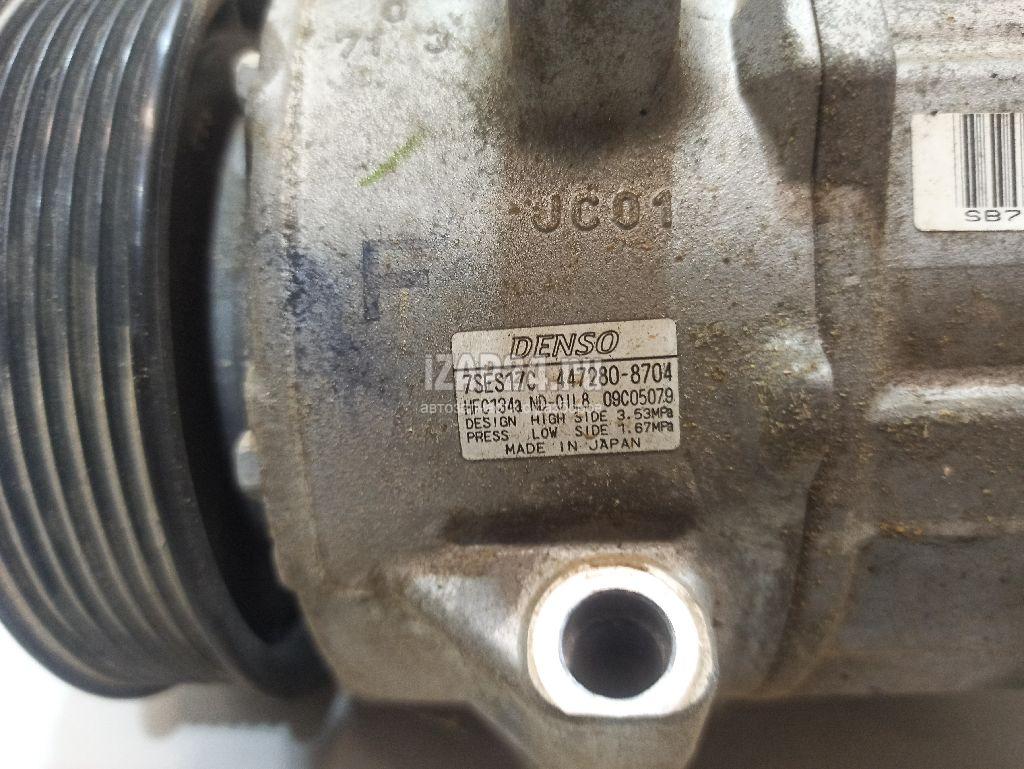 JC01
F
SB7
DENSO
7SES17C 447280-8704
HFC134a ND-OIL8 09C05079
DESIGN HIGH SIDE 3.53MPa
PRESS LOW SIDE 1.67MPa
MADE IN JAPAN